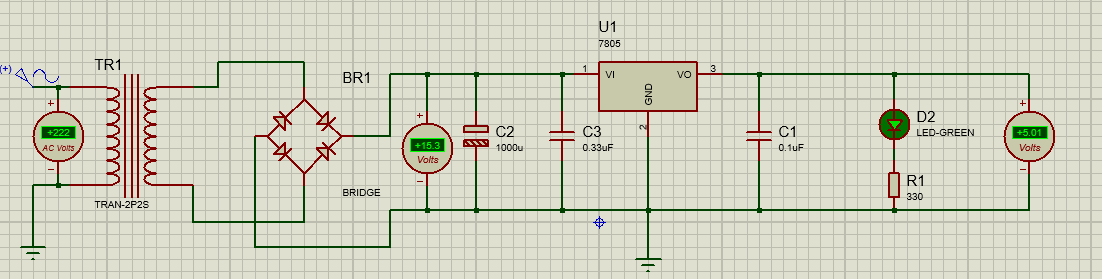 (+)
TR1
+
+222
AC Volts
−
TRAN-2P2S
BR1
BRIDGE
+
+15.3
Volts
−
C2
1000u
C3
0.33uF
U1
7805
1
VI
VO
3
GND
2
C1
0.1uF
D2
LED-GREEN
R1
330
+
+5.01
Volts
−